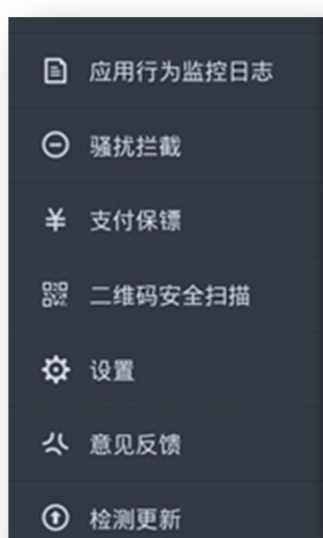 应用行为监控日志
骚扰拦截
支付保镖
二维码安全扫描
设置
意见反馈
检测更新